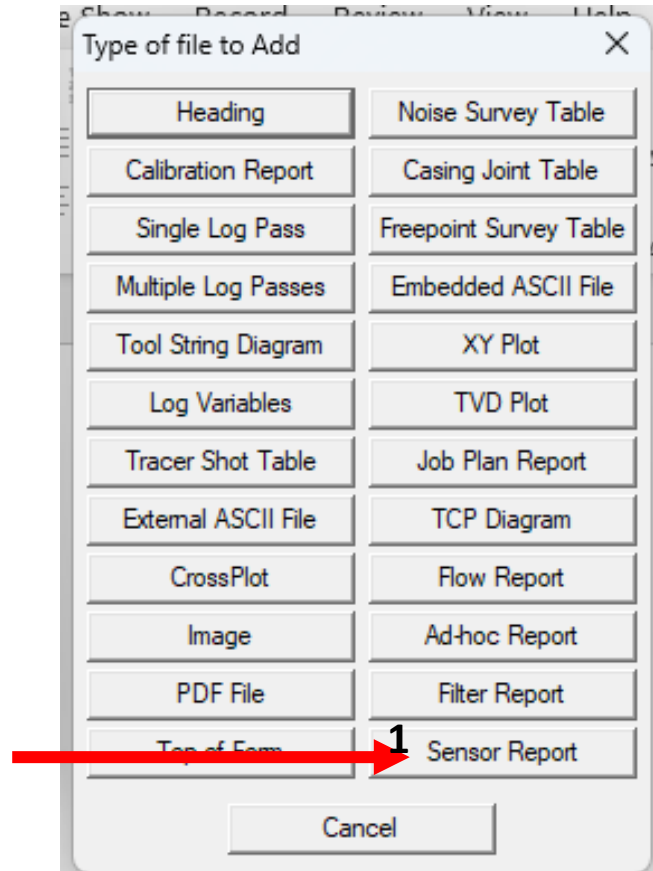 Type of file to Add
Heading
Noise Survey Table
Calibration Report
Casing Joint Table
Single Log Pass
Freepoint Survey Table
Multiple Log Passes
Embedded ASCII File
Tool String Diagram
XY Plot
Log Variables
TVD Plot
Tracer Shot Table
Job Plan Report
External ASCII File
TCP Diagram
CrossPlot
Flow Report
Image
Ad-hoc Report
PDF File
Filter Report
Top of Form
1 Sensor Report
Cancel